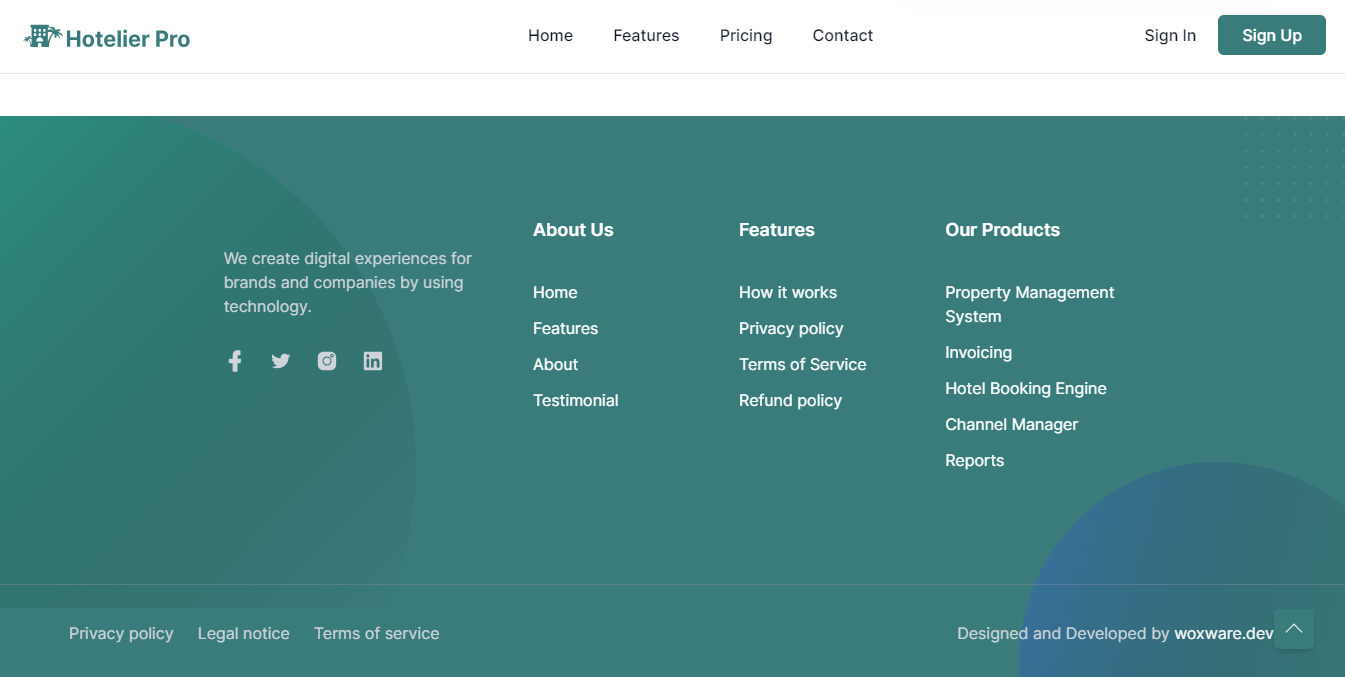 Hotelier Pro
Home
Features
Pricing
Contact
Sign In
Sign Up
We create digital experiences for
brands and companies by using
technology.
About Us
Home
Features
About
Testimonial
Features
How it works
Privacy policy
Terms of Service
Refund policy
Our Products
Property Management
System
Invoicing
Hotel Booking Engine
Channel Manager
Reports
Privacy policy
Legal notice
Terms of service
Designed and Developed by woxware.dev